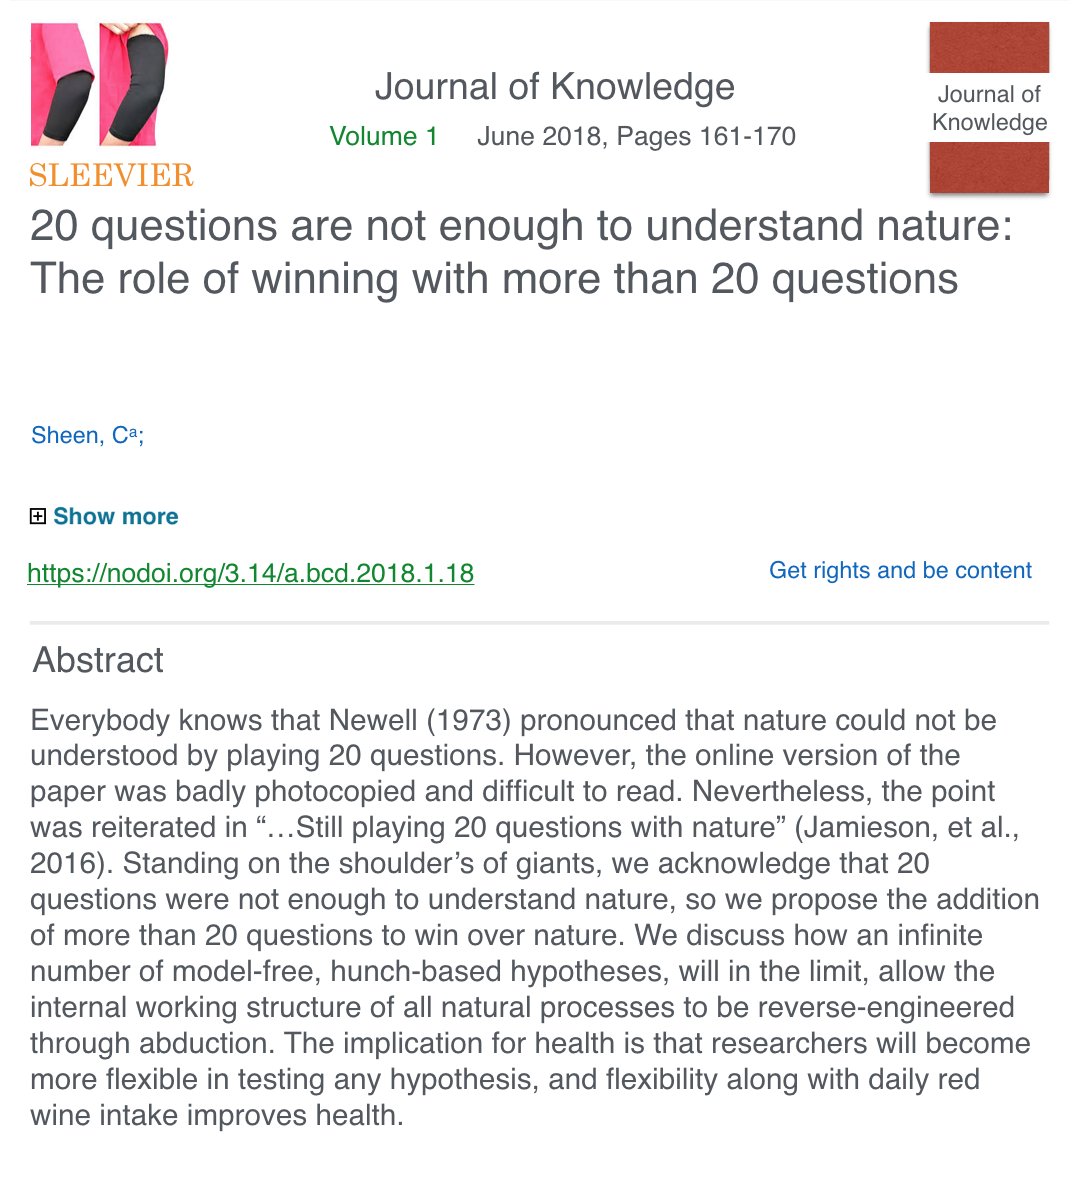 Journal of Knowledge
Volume 1 June 2018, Pages 161-170
Journal of
Knowledge
SLEEVIER
20 questions are not enough to understand nature:
The role of winning with more than 20 questions
Sheen, Cᵃ;
Show more
https://nodoi.org/3.14/a.bcd.2018.1.18
Get rights and be content
Abstract
Everybody knows that Newell (1973) pronounced that nature could not be
understood by playing 20 questions. However, the online version of the
paper was badly photocopied and difficult to read. Nevertheless, the point
was reiterated in “…Still playing 20 questions with nature” (Jamieson, et al.,
2016). Standing on the shoulder’s of giants, we acknowledge that 20
questions were not enough to understand nature, so we propose the addition
of more than 20 questions to win over nature. We discuss how an infinite
number of model-free, hunch-based hypotheses, will in the limit, allow the
internal working structure of all natural processes to be reverse-engineered
through abduction. The implication for health is that researchers will become
more flexible in testing any hypothesis, and flexibility along with daily red
wine intake improves health.